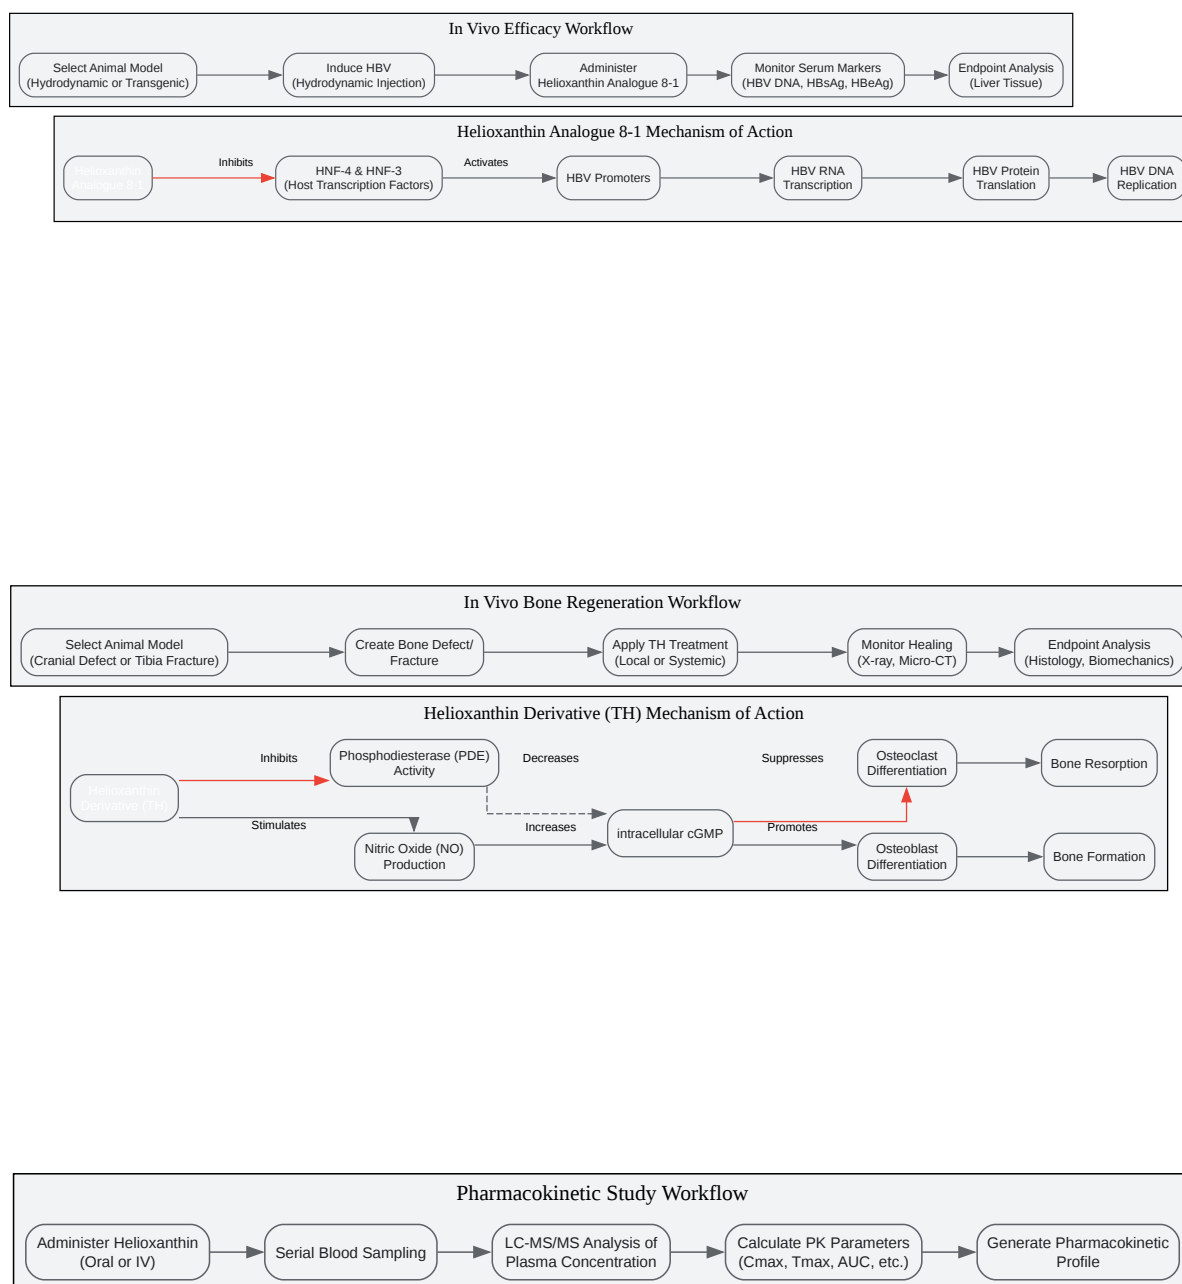 In Vivo Efficacy Workflow
Select Animal Model
(Hydrodynamic or Transgenic)
Induce HBV
(Hydrodynamic Injection)
Administer
Helioxanthin Analogue 8-1
Monitor Serum Markers
(HBV DNA, HBsAg, HBeAg)
Endpoint Analysis
(Liver Tissue)
Helioxanthin Analogue 8-1 Mechanism of Action
Helioxanthin
Analogue 8-1
Inhibits
HNF-4 & HNF-3
(Host Transcription Factors)
Activates
HBV Promoters
HBV RNA
Transcription
HBV Protein
Translation
HBV DNA
Replication
In Vivo Bone Regeneration Workflow
Select Animal Model
(Cranial Defect or Tibia Fracture)
Create Bone Defect/
Fracture
Apply TH Treatment
(Local or Systemic)
Monitor Healing
(X-ray, Micro-CT)
Endpoint Analysis
(Histology, Biomechanics)
Helioxanthin Derivative (TH) Mechanism of Action
Helioxanthin
Derivative (TH)
Inhibits
Phosphodiesterase (PDE)
Activity
Decreases
Suppresses
Osteoclast
Differentiation
Bone Resorption
Stimulates
Nitric Oxide (NO)
Production
Increases
intracellular cGMP
Promotes
Osteoblast
Differentiation
Bone Formation
Pharmacokinetic Study Workflow
Administer Helioxanthin
(Oral or IV)
Serial Blood Sampling
LC-MS/MS Analysis of
Plasma Concentration
Calculate PK Parameters
(Cmax, Tmax, AUC, etc.)
Generate Pharmacokinetic
Profile